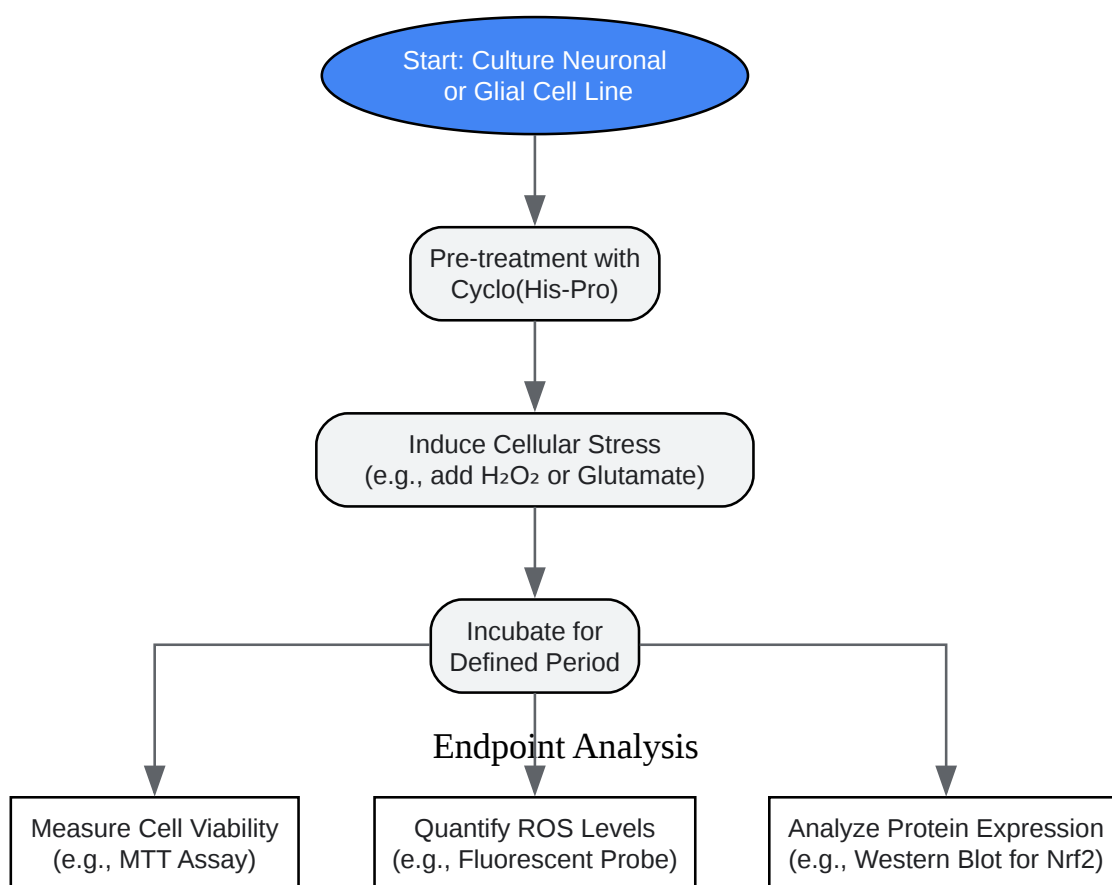 Start: Culture Neuronal
or Glial Cell Line
Pre-treatment with
Cyclo(His-Pro)
Induce Cellular Stress
(e.g., add H₂O₂ or Glutamate)
Incubate for
Defined Period
Endpoint Analysis
Measure Cell Viability
(e.g., MTT Assay)
Quantify ROS Levels
(e.g., Fluorescent Probe)
Analyze Protein Expression
(e.g., Western Blot for Nrf2)